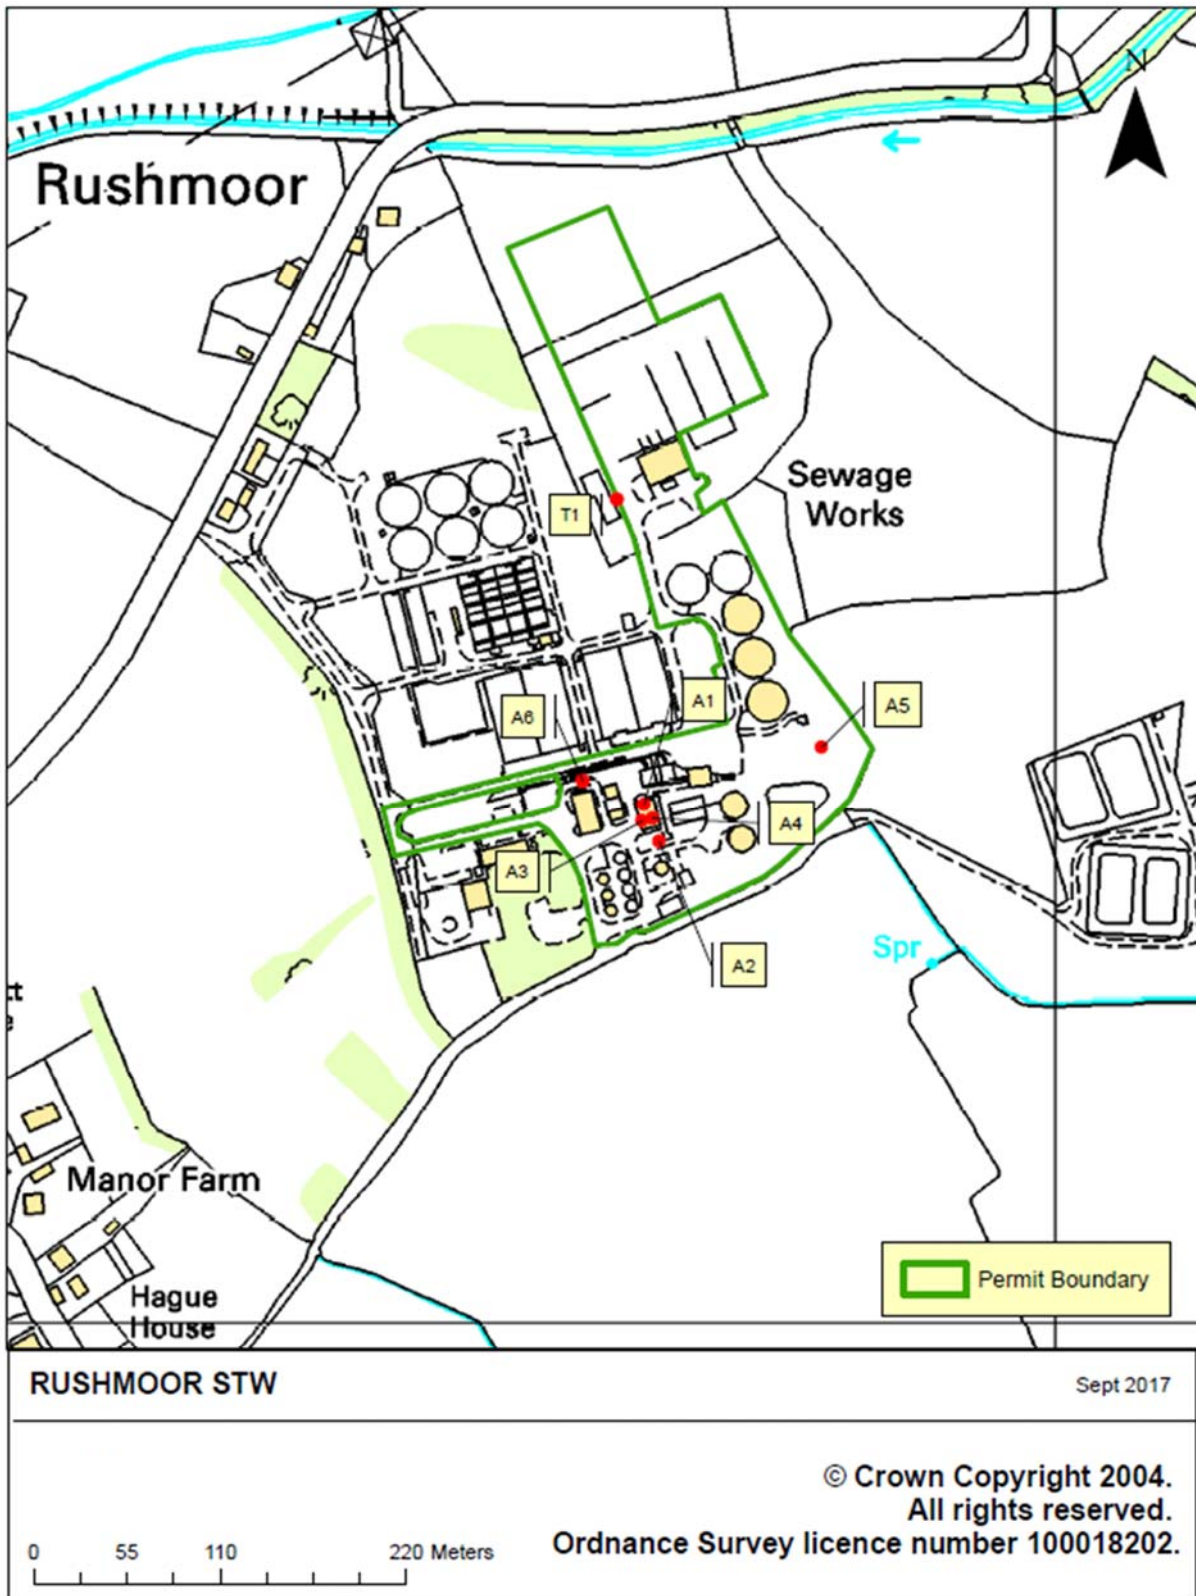 N
Rushmoor
Sewage
Works
T1
A1
A6
A5
A4
A3
A2
Spr
tt
Manor Farm
Hague
House
Permit Boundary
RUSHMOOR STW
Sept 2017
© Crown Copyright 2004.
All rights reserved.
Ordnance Survey licence number 100018202.
0 55 110 220 Meters